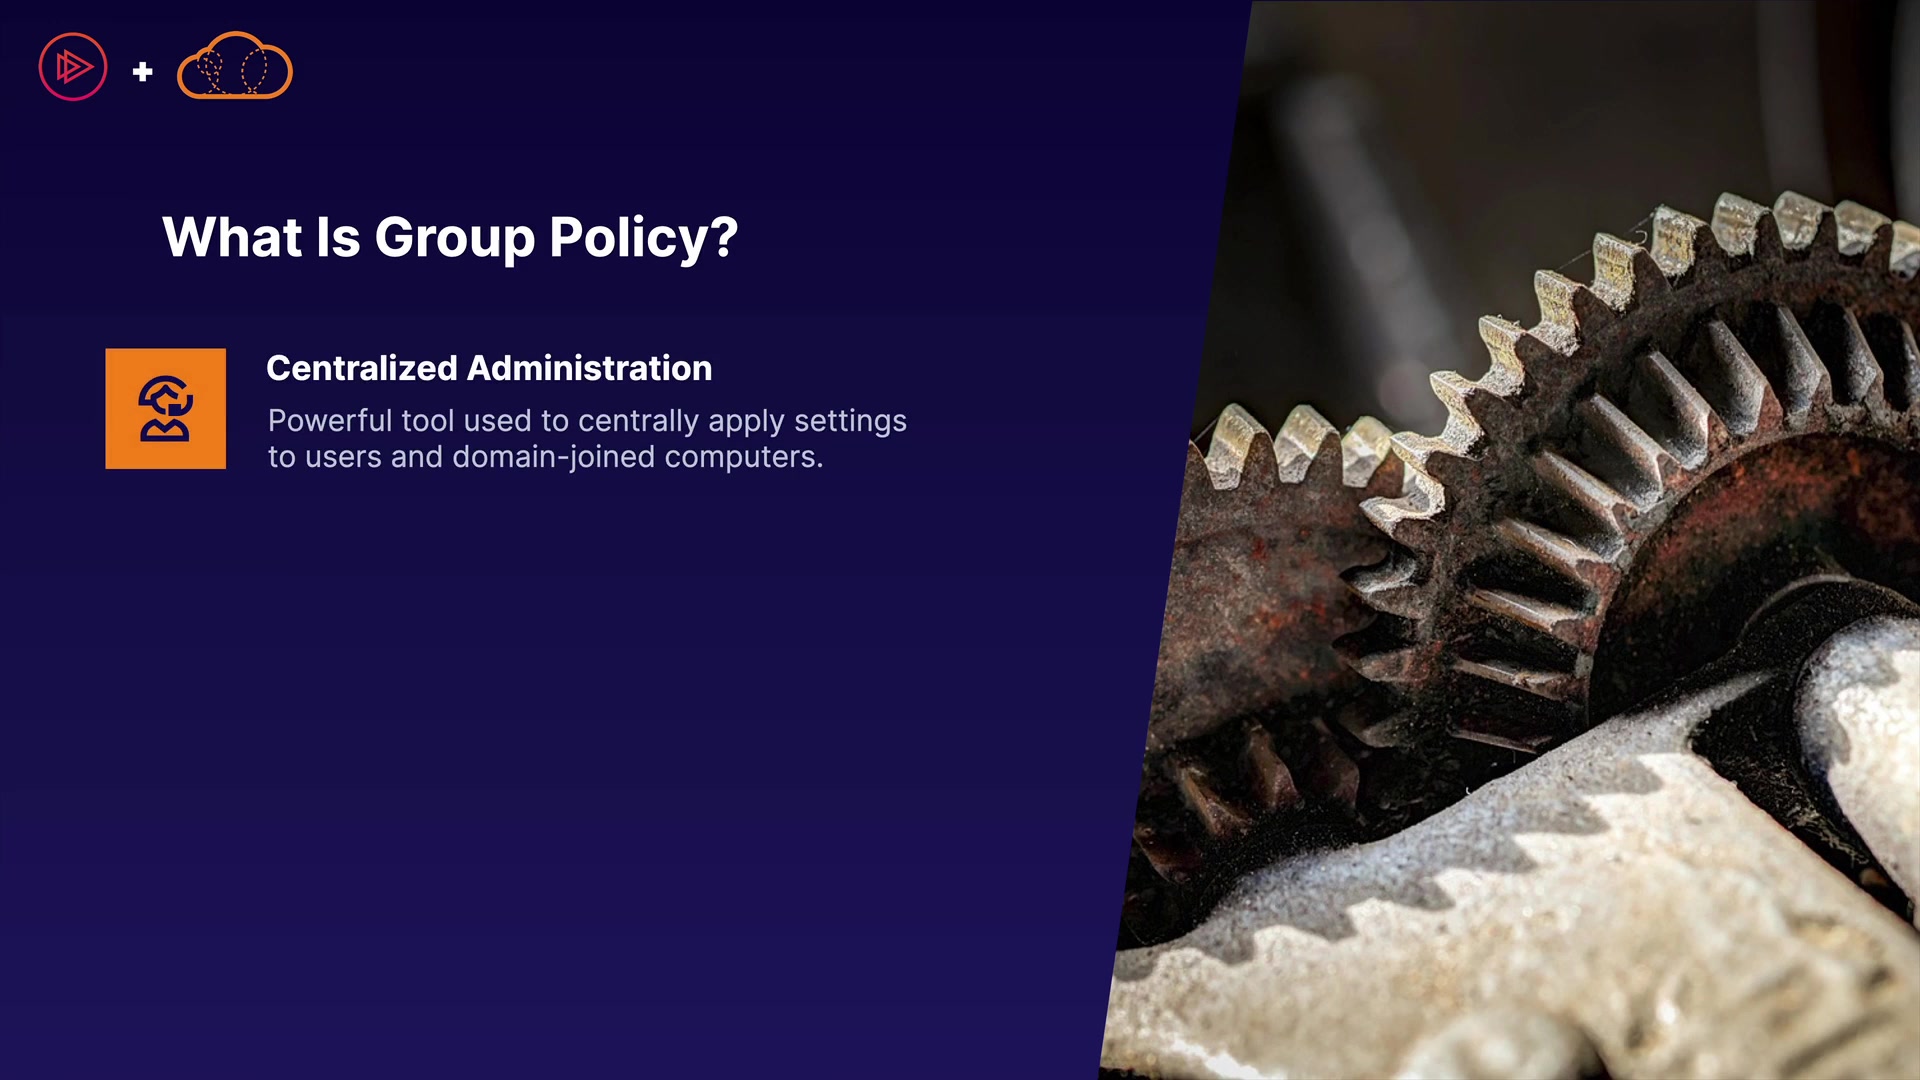 What Is Group Policy?
Centralized Administration
Powerful tool used to centrally apply settings
to users and domain-joined computers.